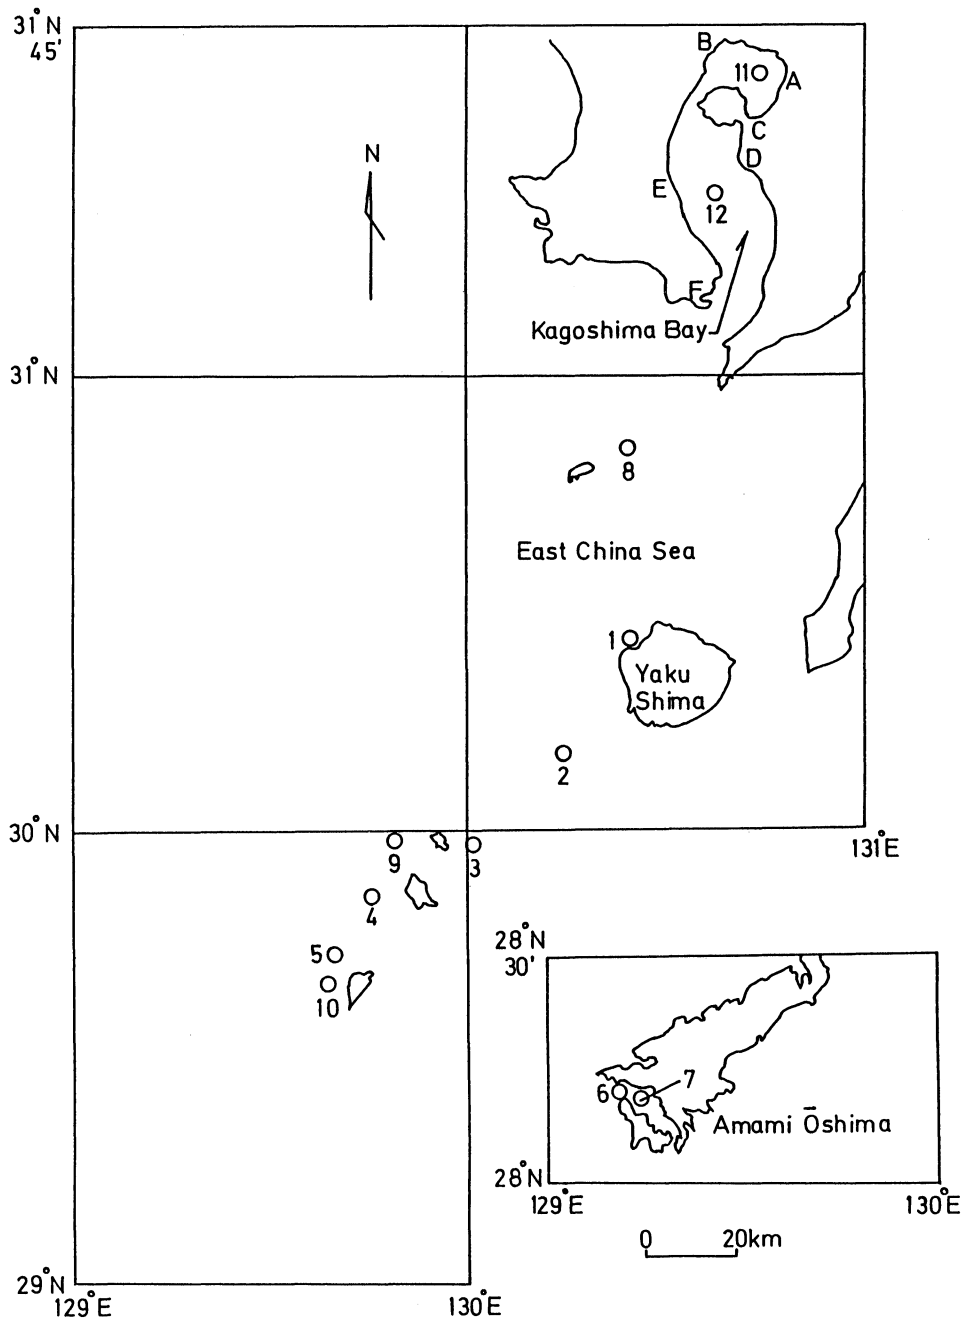 31°N
45'
B
11
A
C
D
N
E
12
F
Kagoshima Bay
31°N
8
East China Sea
1
Yaku
Shima
2
30°N
131°E
9
3
4
28°N
30'
5
10
6
7
Amami Ōshima
28°N
129°E
130°E
0 20km
29°N
129°E
130°E